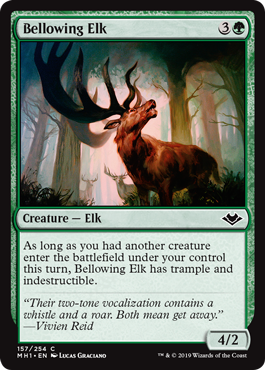 Bellowing Elk 3
Creature — Elk
As long as you had another creature
enter the battlefield under your control
this turn, Bellowing Elk has trample and
indestructible.
“Their two-tone vocalization contains a
whistle and a roar. Both mean get away.”
—Vivien Reid
4/2
157/254 C
MH1 • EN Lucas Graciano ™ & © 2019 Wizards of the Coast